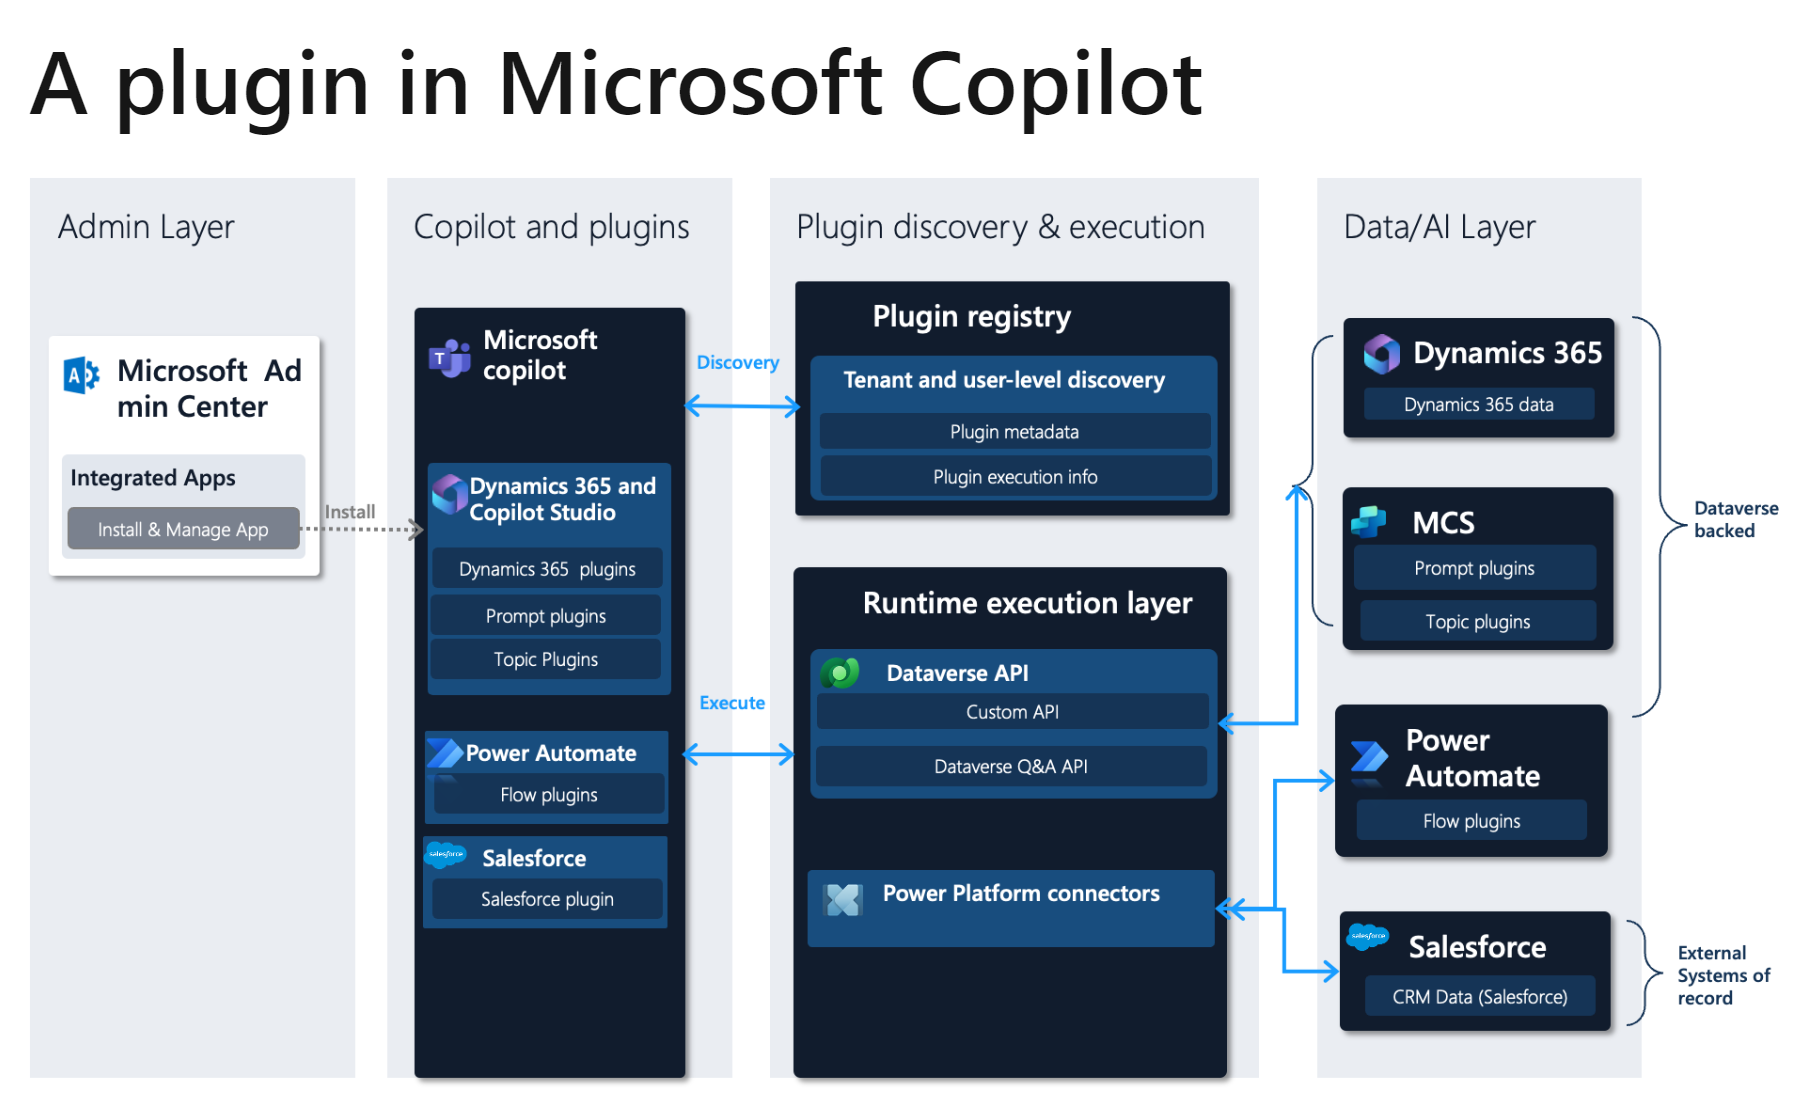 A plugin in Microsoft Copilot
Admin Layer
Microsoft Ad
min Center
Integrated Apps
Install & Manage App
Install
Copilot and plugins
Microsoft
copilot
Dynamics 365 and
Copilot Studio
Dynamics 365 plugins
Prompt plugins
Topic Plugins
Power Automate
Flow plugins
salesforce
Salesforce
Salesforce plugin
Discovery
Execute
Plugin discovery & execution
Plugin registry
Tenant and user-level discovery
Plugin metadata
Plugin execution info
Runtime execution layer
Dataverse API
Custom API
Dataverse Q&A API
Power Platform connectors
Data/AI Layer
Dynamics 365
Dynamics 365 data
MCS
Prompt plugins
Topic plugins
Power
Automate
Flow plugins
salesforce
Salesforce
CRM Data (Salesforce)
Dataverse
backed
External
Systems of
record